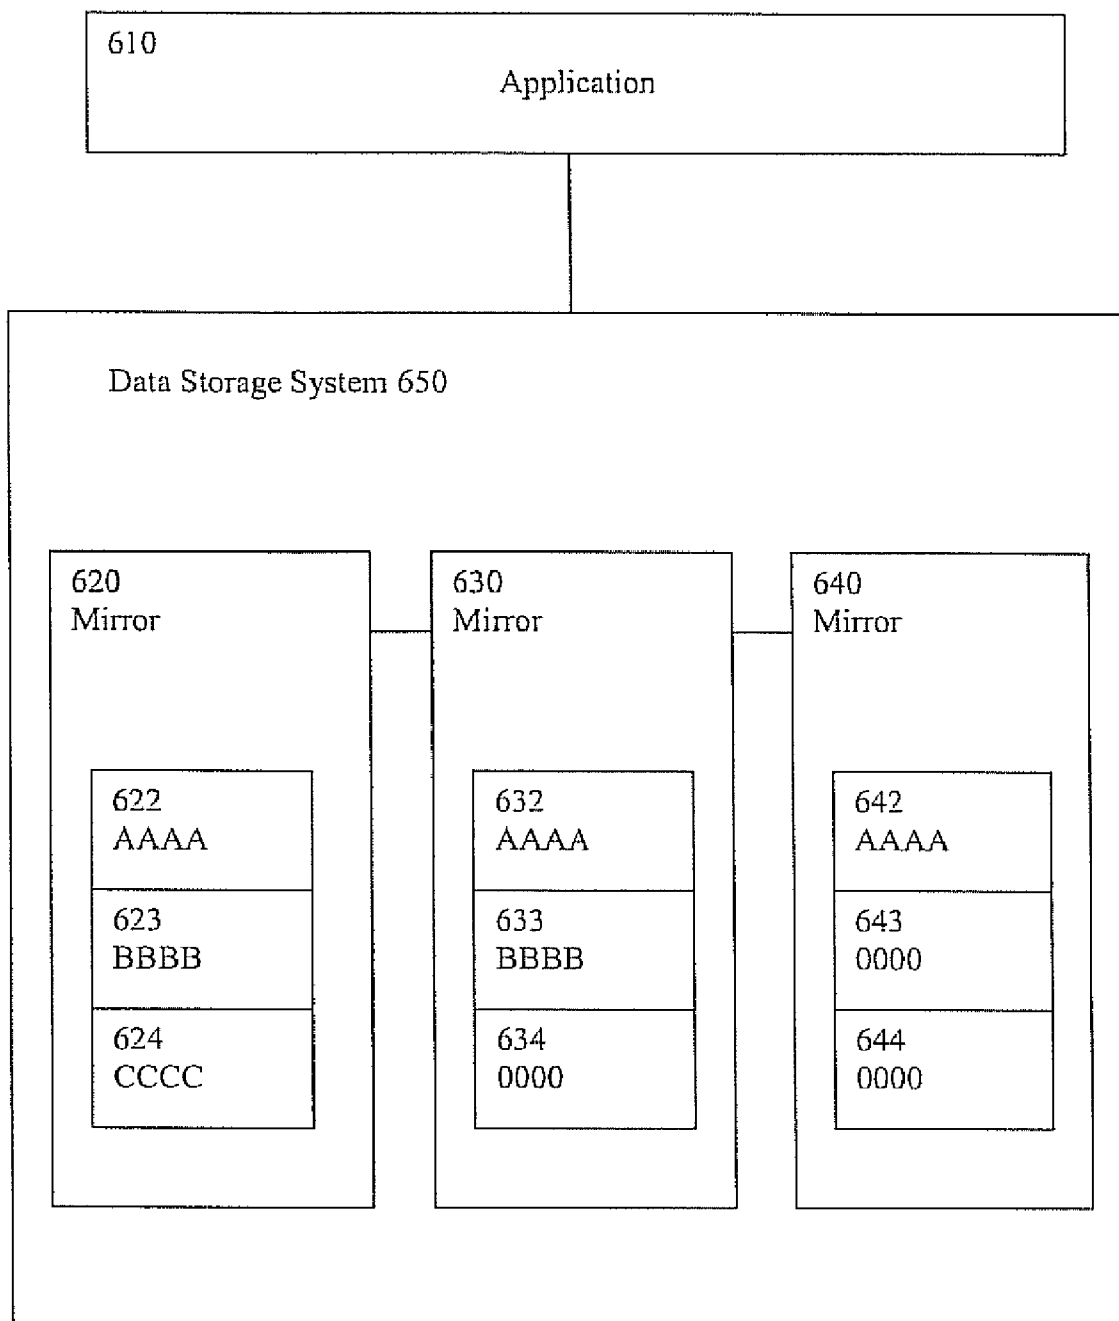 610
Application
Data Storage System 650
620
Mirror
630
Mirror
640
Mirror
622
AAAA
632
AAAA
642
AAAA
623
BBBB
633
BBBB
643
0000
624
CCCC
634
0000
644
0000